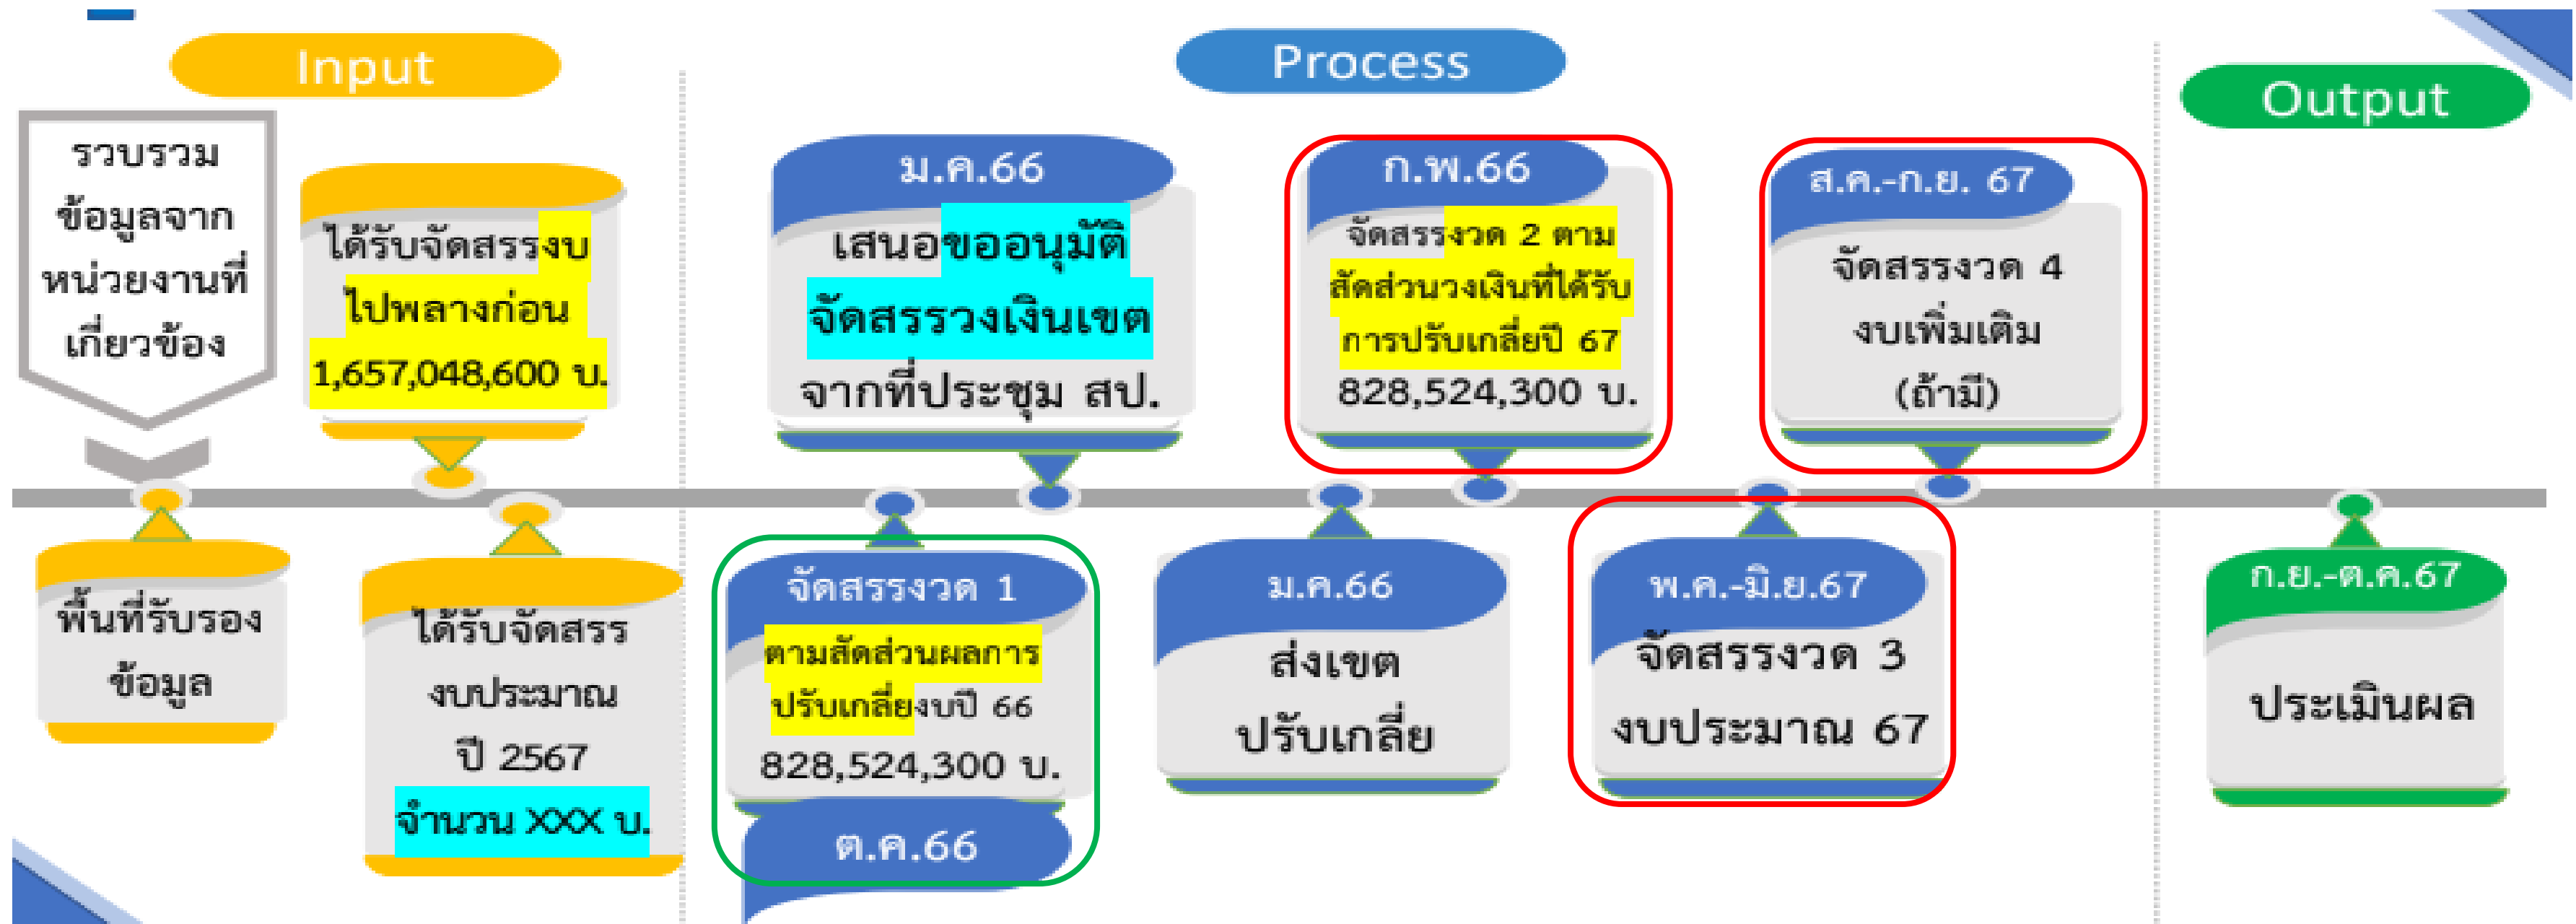 Input
Process
Output
รวบรวม
ข้อมูลจาก
หน่วยงานที่
เกี่ยวข้อง
ได้รับจัดสรรงบ
ไปพลางก่อน
1,657,048,600 บ.
ม.ค.66
เสนอขออนุมัติ
จัดสรรวงเงินเขต
จากที่ประชุม สป.
ก.พ.66
จัดสรรงวด 2 ตาม
สัดส่วนวงเงินที่ได้รับ
การปรับเกลี่ยปี 67
828,524,300 บ.
ส.ค.-ก.ย. 67
จัดสรรงวด 4
งบเพิ่มเติม
(ถ้ามี)
พื้นที่รับรอง
ข้อมูล
ได้รับจัดสรร
งบประมาณ
ปี 2567
จำนวน XXX บ.
จัดสรรงวด 1
ตามสัดส่วนผลการ
ปรับเกลี่ยงบปี 66
828,524,300 บ.
ต.ค.66
ม.ค.66
ส่งเขต
ปรับเกลี่ย
พ.ค.-มิ.ย.67
จัดสรรงวด 3
งบประมาณ 67
ก.ย.-ต.ค.67
ประเมินผล